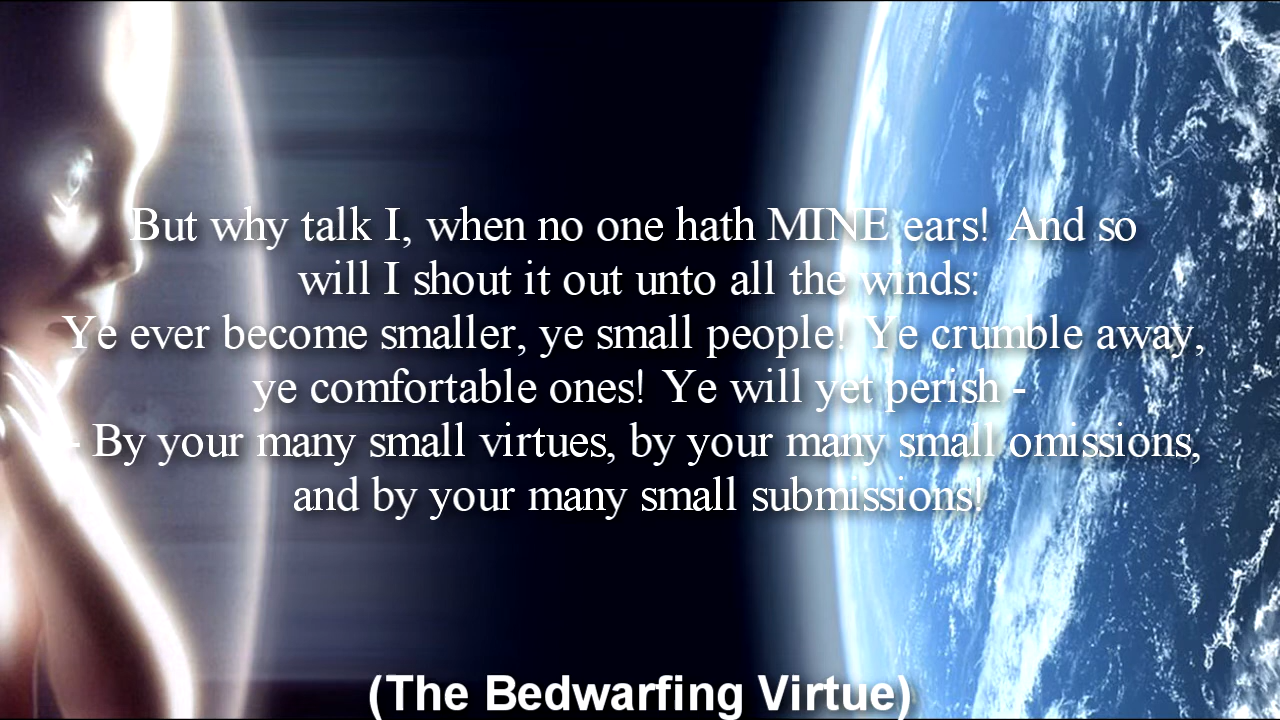 But why talk I, when no one hath MINE ears! And so
will I shout it out unto all the winds:
Ye ever become smaller, ye small people! Ye crumble away,
ye comfortable ones! Ye will yet perish -
- By your many small virtues, by your many small omissions,
and by your many small submissions!
(The Bedwarfing Virtue)